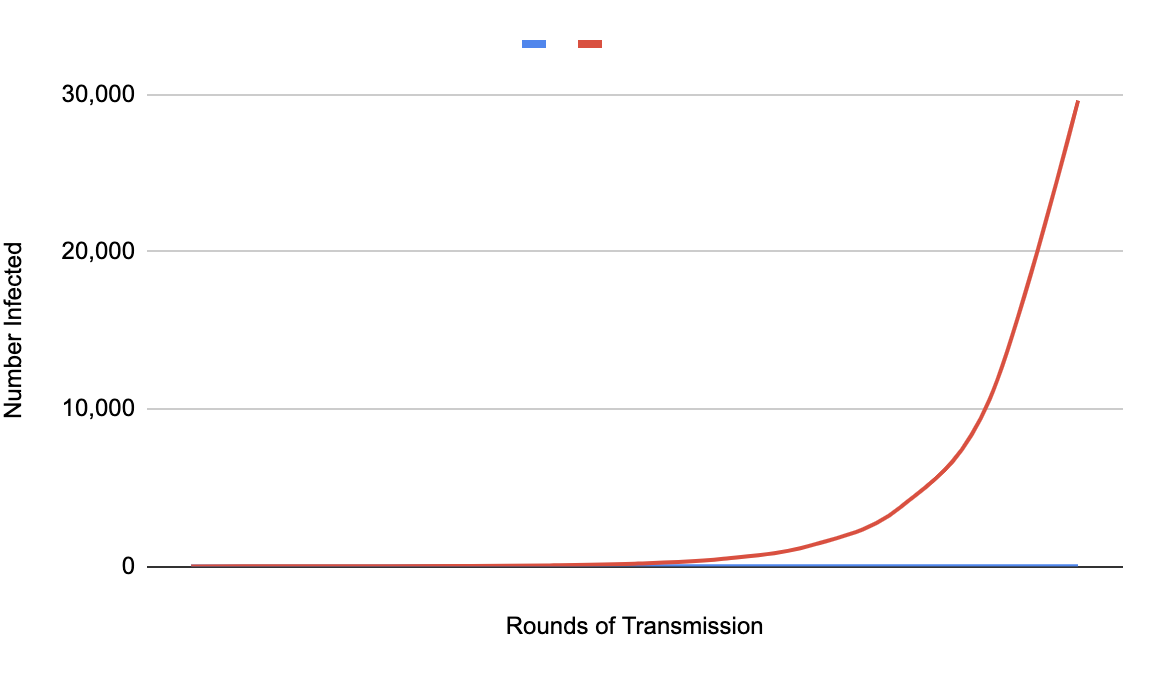 30,000
20,000
10,000
0
Number Infected
Rounds of Transmission